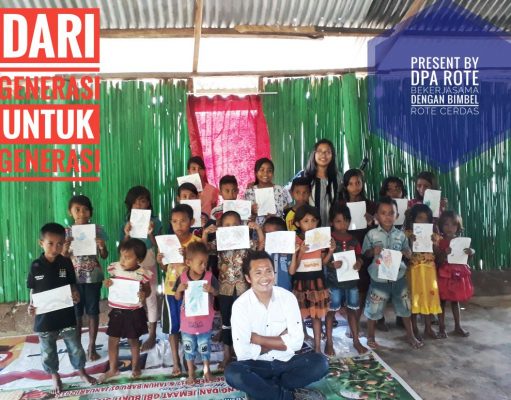 DARI
GENERASI
UNTUK
GENERASI
PRESENT BY
DPA ROTE
BEKERJASAMA
DENGAN BIMBEL
ROTE CERDAS